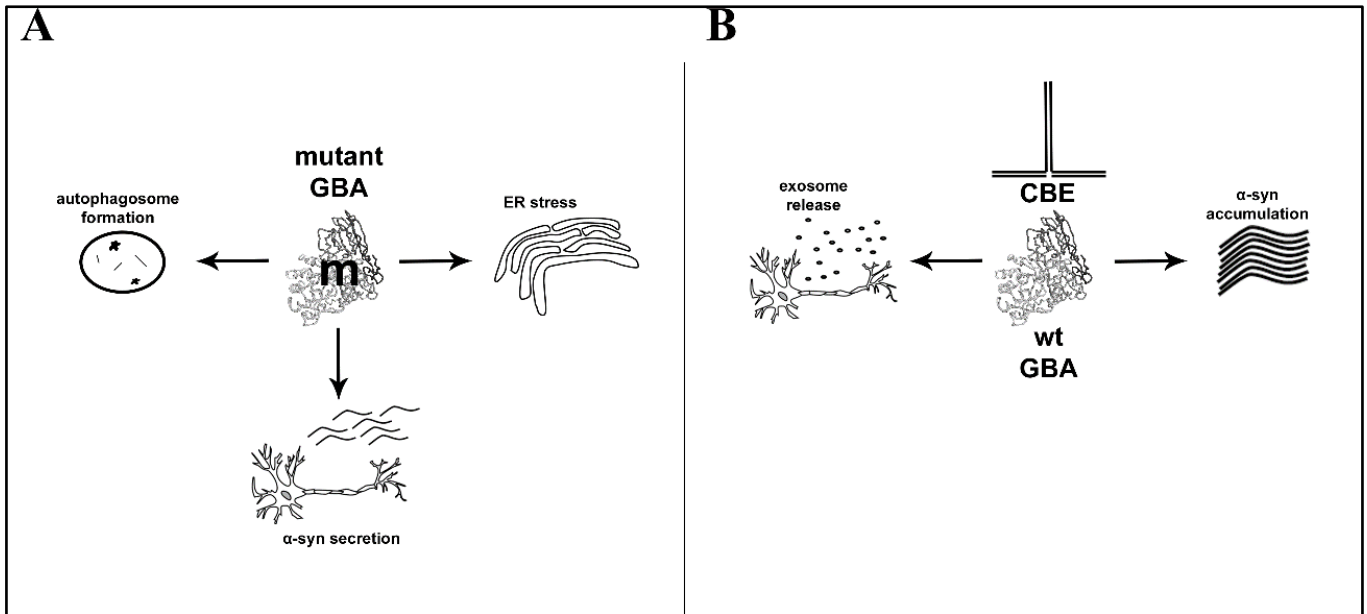 A
mutant
GBA
autophagosome
formation
ER stress
m
α-syn secretion
B
CBE
exosome
release
α-syn
accumulation
wt
GBA